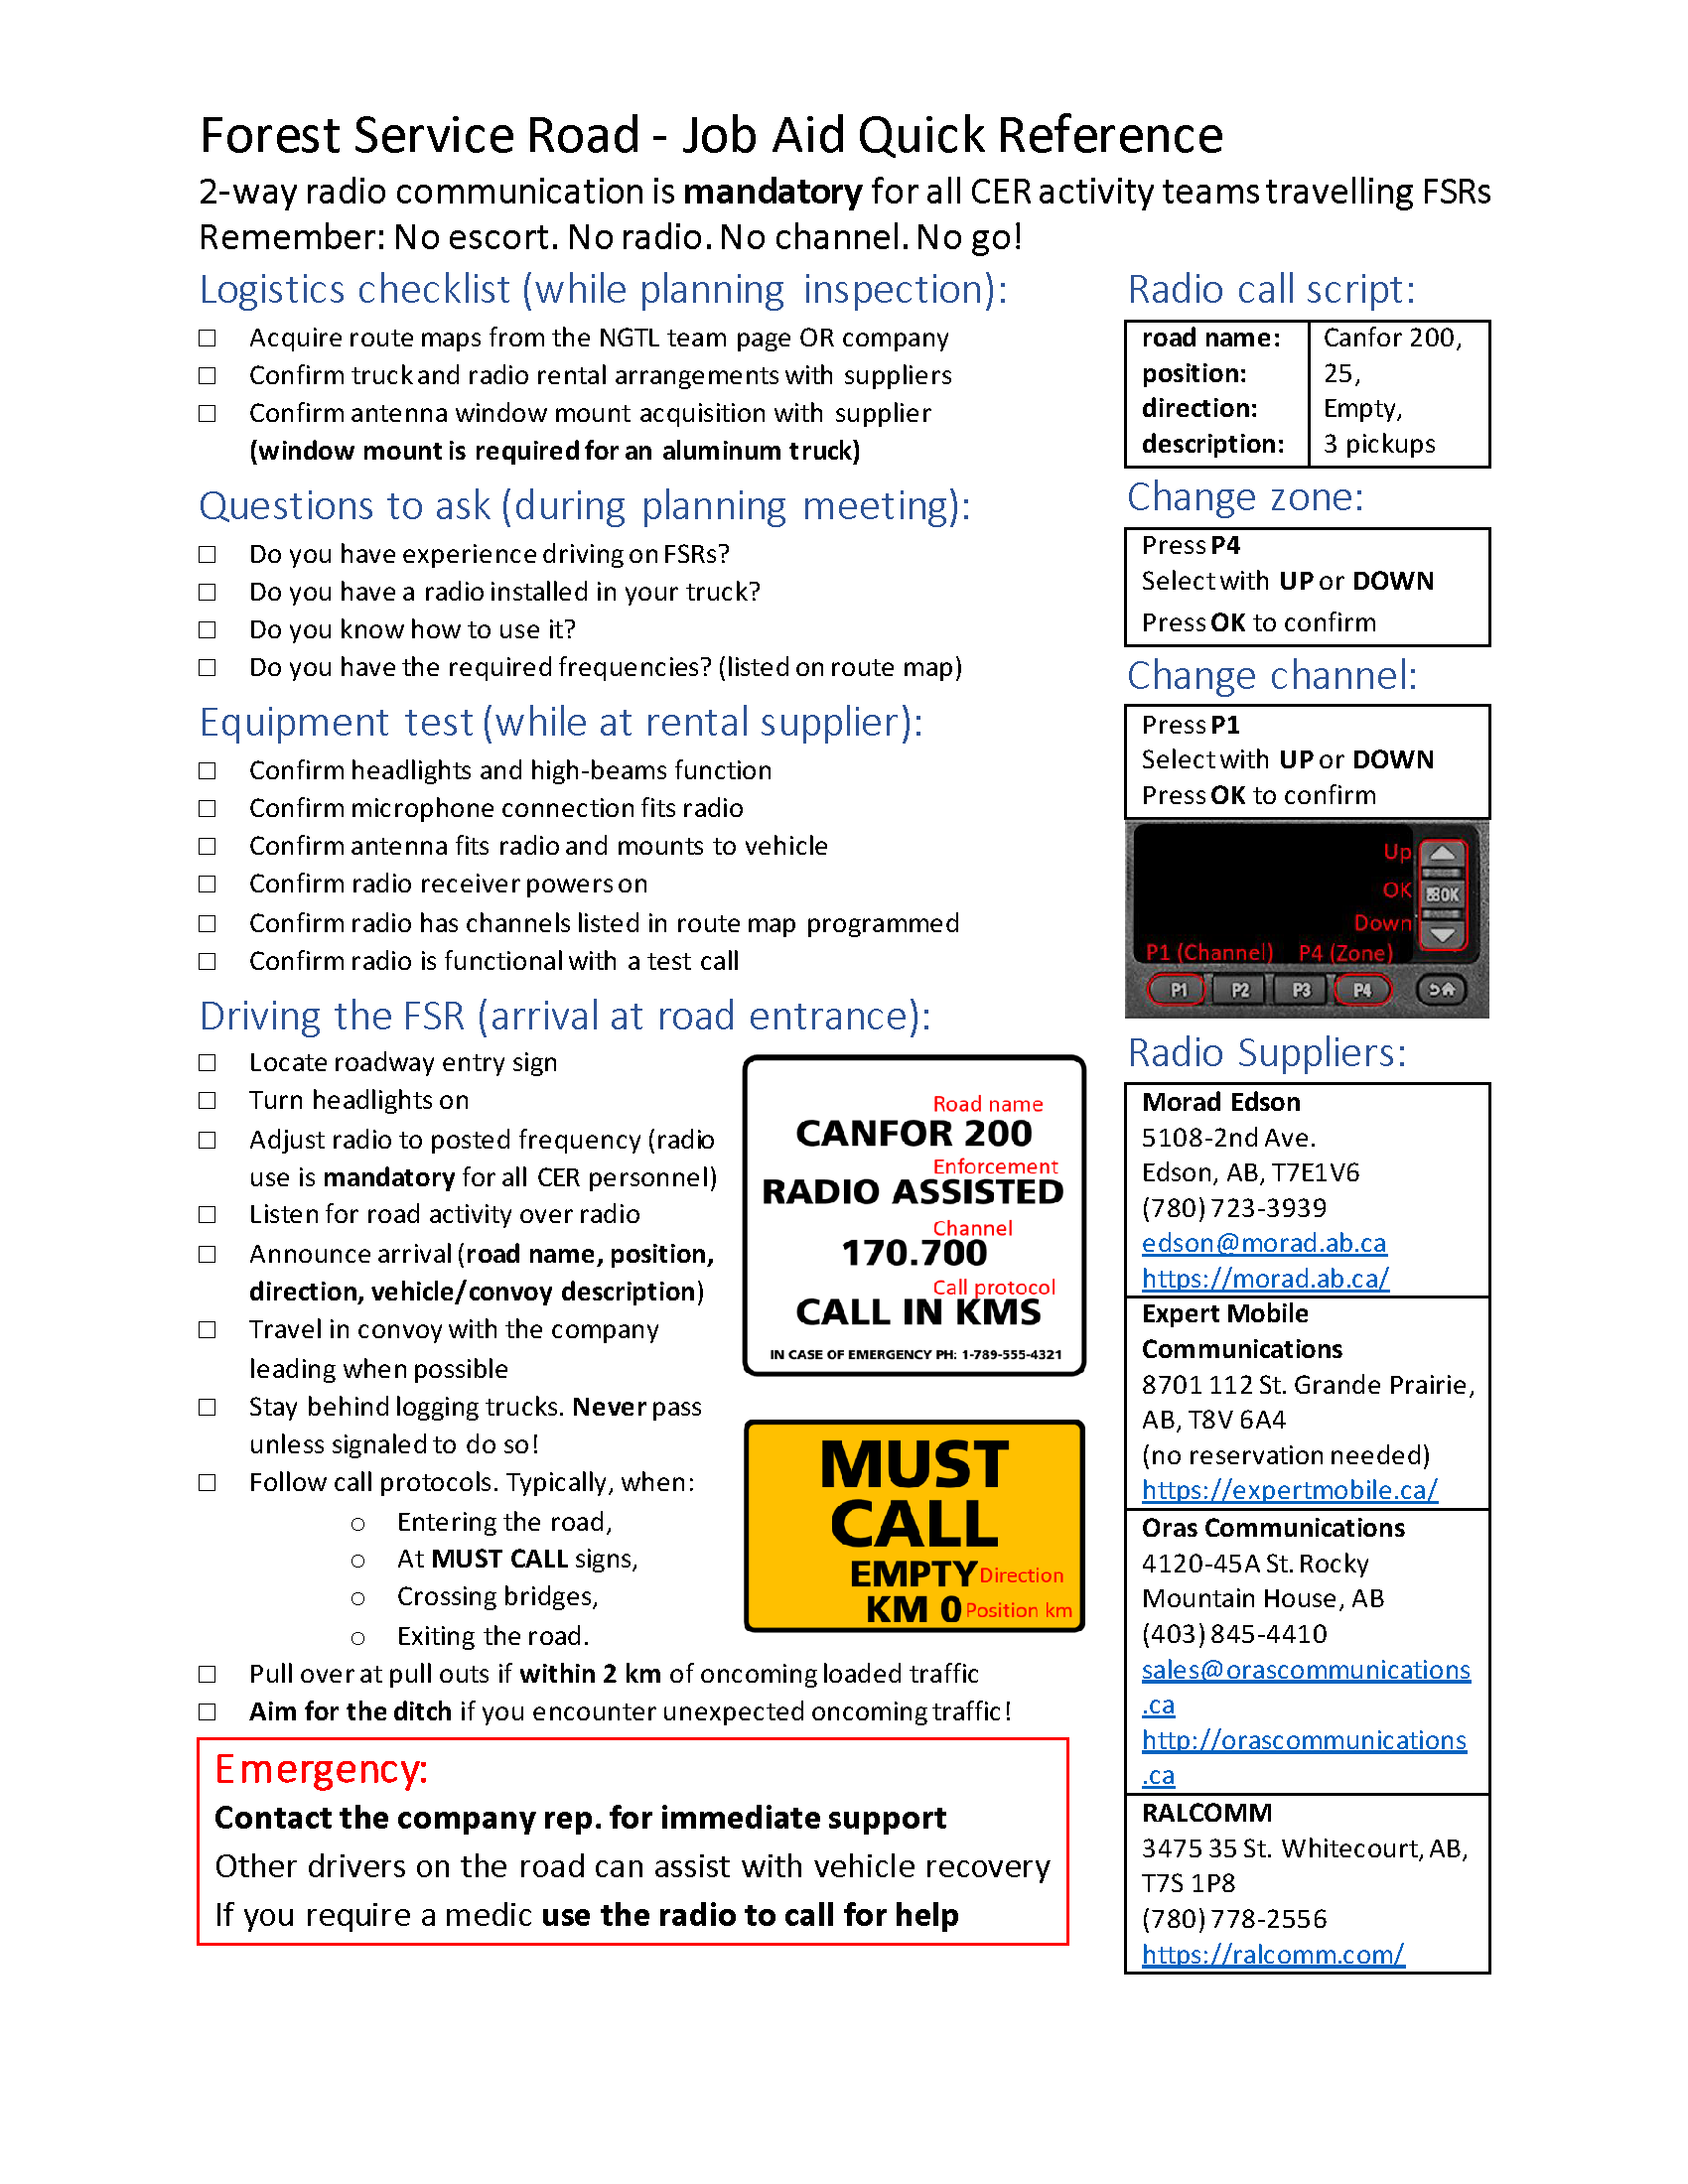 Forest Service Road - Job Aid Quick Reference
2-way radio communication is mandatory for all CER activity teams travelling FSRs
Remember: No escort. No radio. No channel. No go!
Logistics checklist (while planning inspection):
☐ Acquire route maps from the NGTL team page OR company
☐ Confirm truck and radio rental arrangements with suppliers
☐ Confirm antenna window mount acquisition with supplier
(window mount is required for an aluminum truck)
Questions to ask (during planning meeting):
☐ Do you have experience driving on FSRs?
☐ Do you have a radio installed in your truck?
☐ Do you know how to use it?
☐ Do you have the required frequencies? (listed on route map)
Equipment test (while at rental supplier):
☐ Confirm headlights and high-beams function
☐ Confirm microphone connection fits radio
☐ Confirm antenna fits radio and mounts to vehicle
☐ Confirm radio receiver powers on
☐ Confirm radio has channels listed in route map programmed
☐ Confirm radio is functional with a test call
Driving the FSR (arrival at road entrance):
☐ Locate roadway entry sign
☐ Turn headlights on
☐ Adjust radio to posted frequency (radio
use is mandatory for all CER personnel)
☐ Listen for road activity over radio
☐ Announce arrival (road name, position,
direction, vehicle/convoy description)
☐ Travel in convoy with the company
leading when possible
☐ Stay behind logging trucks. Never pass
unless signaled to do so!
☐ Follow call protocols. Typically, when:
o Entering the road,
o At MUST CALL signs,
o Crossing bridges,
o Exiting the road.
☐ Pull over at pull outs if within 2 km of oncoming loaded traffic
☐ Aim for the ditch if you encounter unexpected oncoming traffic!
Road name
CANFOR 200
Enforcement
RADIO ASSISTED
Channel
170.700
Call protocol
CALL IN KMS
IN CASE OF EMERGENCY PH: 1-789-555-4321
MUST
CALL
EMPTY Direction
KM 0 Position km
Emergency:
Contact the company rep. for immediate support
Other drivers on the road can assist with vehicle recovery
If you require a medic use the radio to call for help
Radio call script:
road name: Canfor 200,
position: 25,
direction: Empty,
description: 3 pickups
Change zone:
Press P4
Select with UP or DOWN
Press OK to confirm
Change channel:
Press P1
Select with UP or DOWN
Press OK to confirm
Up
OK OK
Down
P1 (Channel) P4 (Zone)
P1 P2 P3 P4
Radio Suppliers:
Morad Edson
5108-2nd Ave.
Edson, AB, T7E1V6
(780) 723-3939
edson@morad.ab.ca
https://morad.ab.ca/
Expert Mobile
Communications
8701 112 St. Grande Prairie,
AB, T8V 6A4
(no reservation needed)
https://expertmobile.ca/
Oras Communications
4120-45A St. Rocky
Mountain House, AB
(403) 845-4410
sales@orascommunications
.ca
http://orascommunications
.ca
RALCOMM
3475 35 St. Whitecourt, AB,
T7S 1P8
(780) 778-2556
https://ralcomm.com/